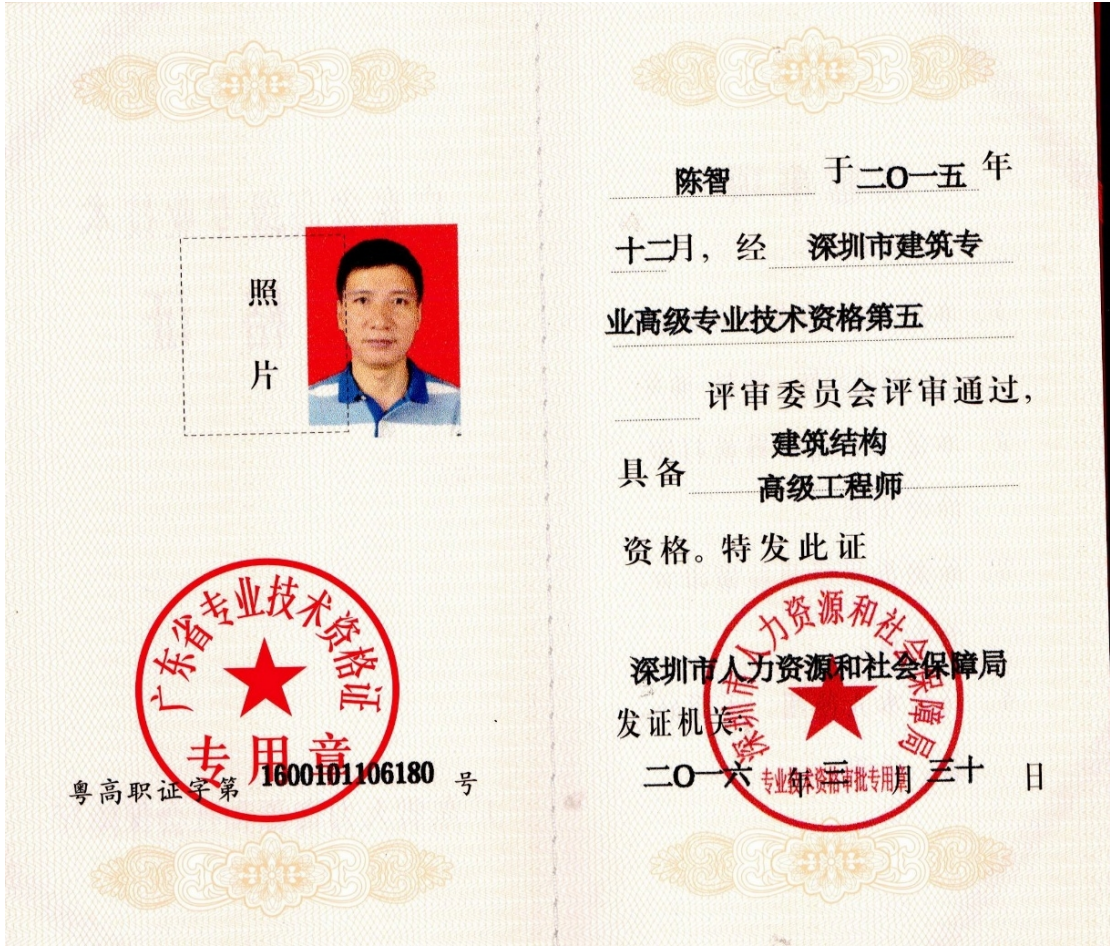 照
片
广东省专业技术资格证
专用章
粤高职证字第 1600101106180 号
陈智 于二O一五年
十二月，经 深圳市建筑专
业高级专业技术资格第五
评审委员会评审通过，
建筑结构
具备
高级工程师
资格。特发此证
深圳市人力资源和社会保障局
深圳市人力资源和社会保障局
发证机关：
二O一六 年 三 月 三十 日
专业技术资格审批专用章